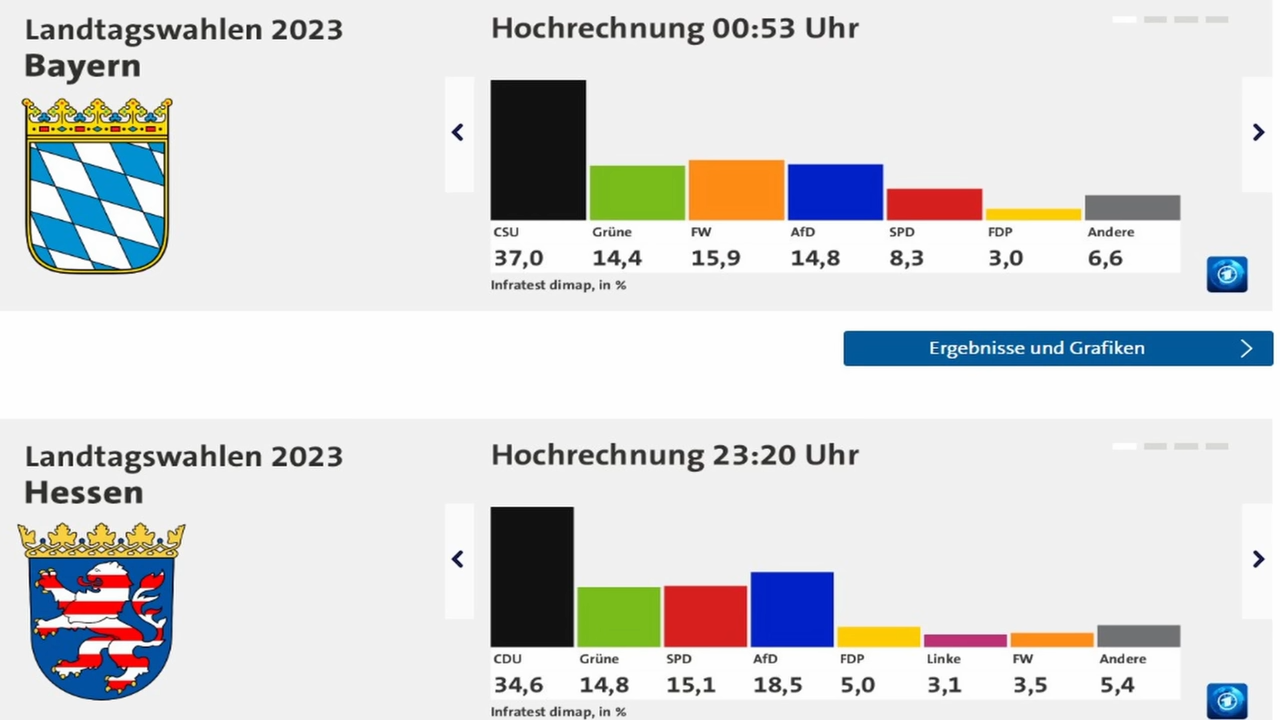 Landtagswahlen 2023
Bayern
Hochrechnung 00:53 Uhr
CSU Grüne FW AfD SPD FDP Andere
37,0 14,4 15,9 14,8 8,3 3,0 6,6
Infratest dimap, in %
Ergebnisse und Grafiken
Landtagswahlen 2023
Hessen
Hochrechnung 23:20 Uhr
CDU Grüne SPD AfD FDP Linke FW Andere
34,6 14,8 15,1 18,5 5,0 3,1 3,5 5,4
Infratest dimap, in %